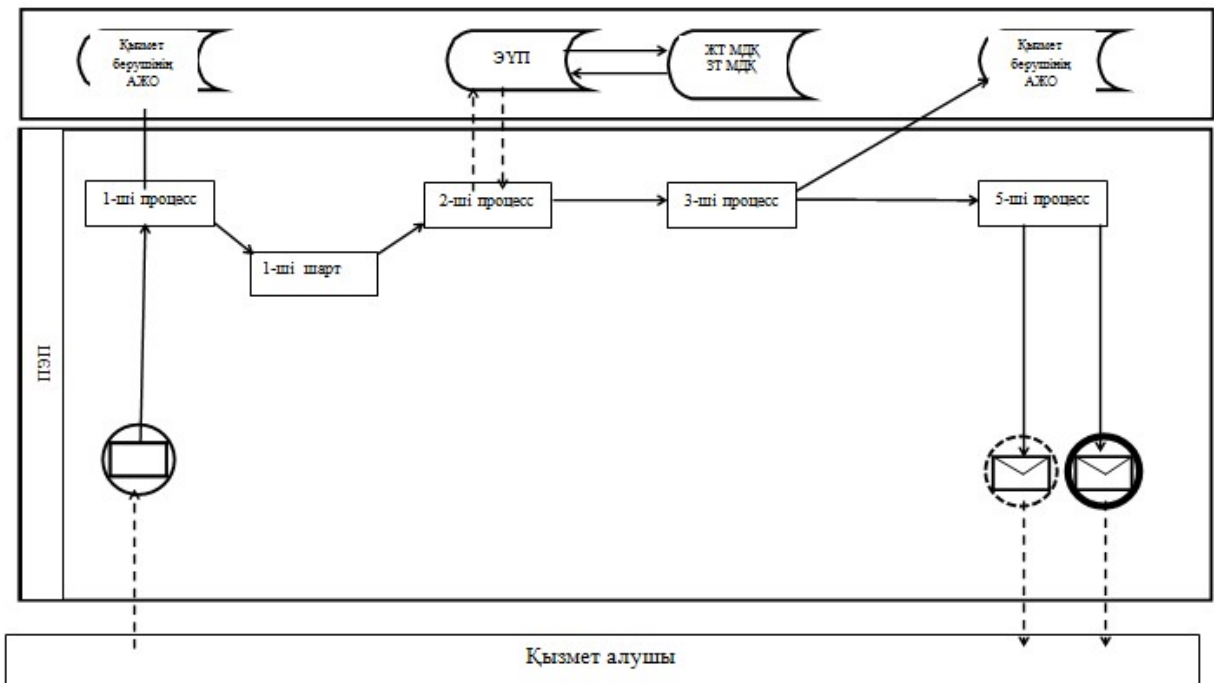 Қызмет
берушінің
АЖО
ЭҮП
ЖТ МДҚ
ЗТ МДҚ
Қызмет
берушінің
АЖО
1-ші процесс
2-ші процесс
3-ші процесс
5-ші процесс
1-ші шарт
ПЭП
Қызмет алушы